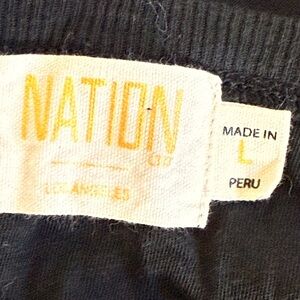 NATION
LTD
LOS ANGELES
MADE IN
L
PERU